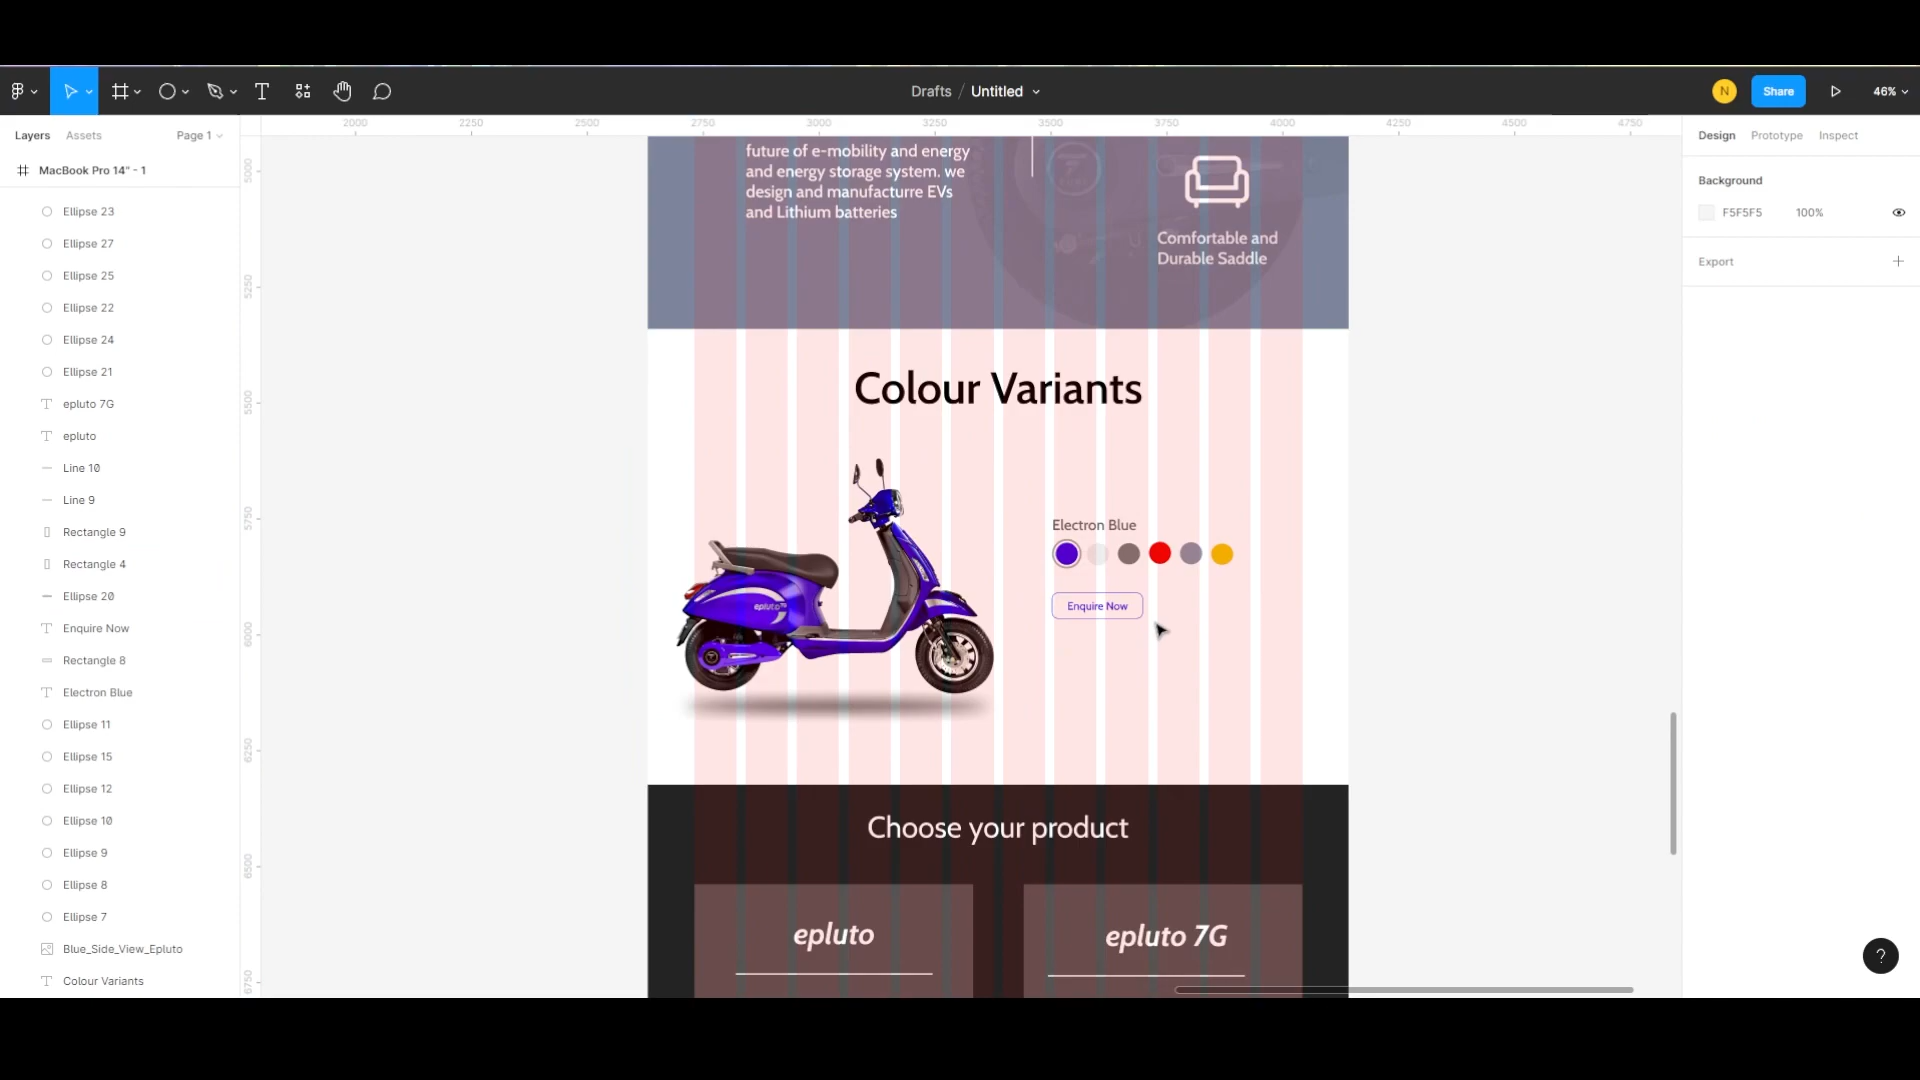 Drafts / Untitled
N
Share
46%
Layers
Assets
Page 1
2000
2250
2500
2750
3000
3250
3500
3750
4000
4250
4500
4750
Design
Prototype
Inspect
MacBook Pro 14" - 1
Background
F5F5F5
100%
Export
Ellipse 23
Ellipse 27
Ellipse 25
Ellipse 22
Ellipse 24
Ellipse 21
epluto 7G
epluto
Line 10
Line 9
Rectangle 9
Rectangle 4
Ellipse 20
Enquire Now
Rectangle 8
Electron Blue
Ellipse 11
Ellipse 15
Ellipse 12
Ellipse 10
Ellipse 9
Ellipse 8
Ellipse 7
Blue_Side_View_Epluto
Colour Variants
5000
5250
5500
5750
6000
6250
6500
6750
future of e-mobility and energy
and energy storage system. we
design and manufacturre EVs
and Lithium batteries
Comfortable and
Durable Saddle
Colour Variants
epluto 7G
Electron Blue
Enquire Now
Choose your product
epluto
epluto 7G
?